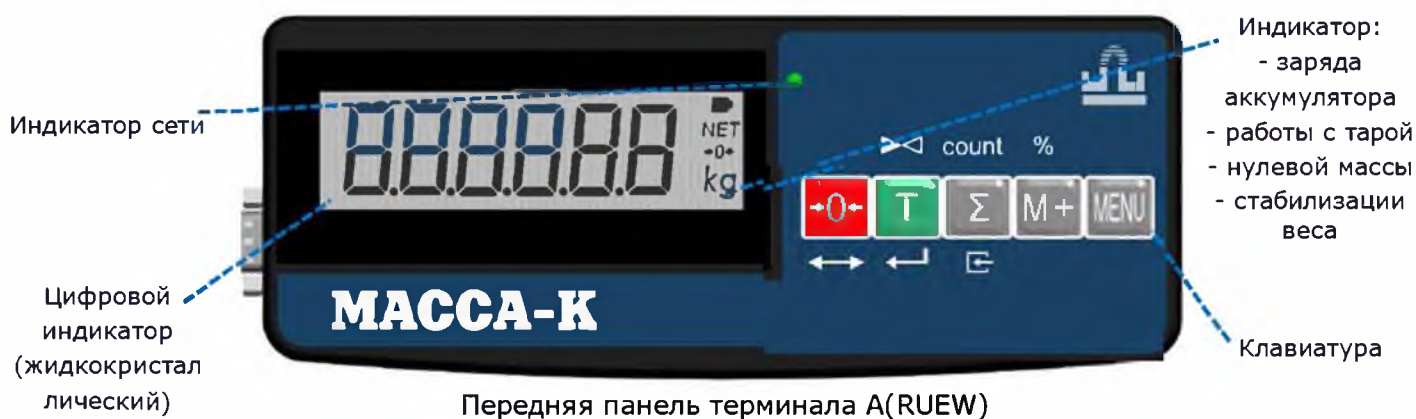 Индикатор:
- заряда
аккумулятора
- работы с тарой
- нулевой массы
- стабилизации
веса
Индикатор сети
NET
→0←
kg
count %
→0← T Σ M+ MENU
МАССА-К
Цифровой
индикатор
(жидкокристал
лический)
Клавиатура
Передняя панель терминала A(RUEW)